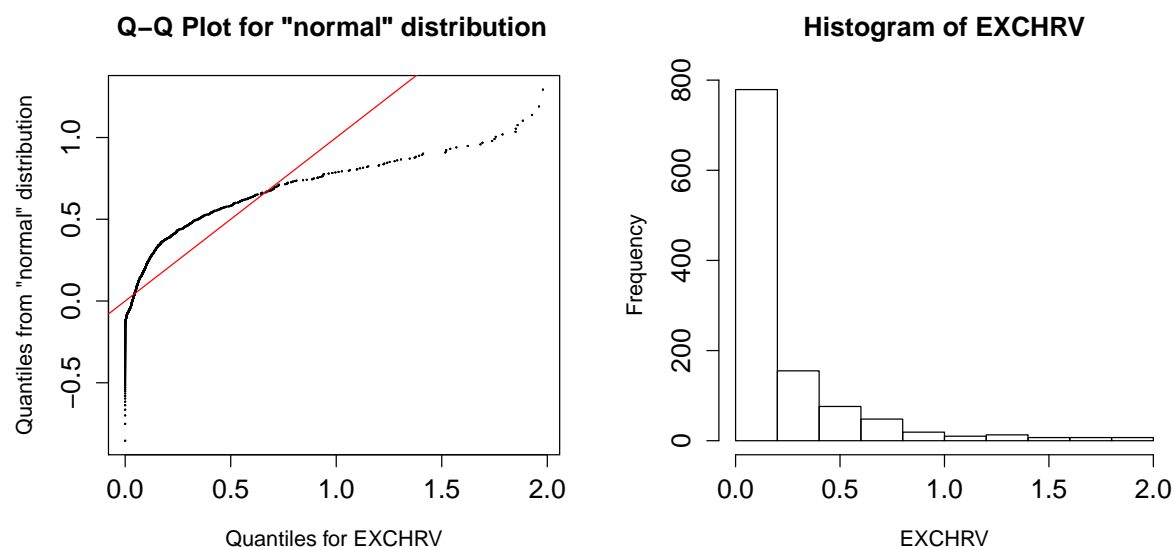 Q−Q Plot for "normal" distribution
Quantiles from "normal" distribution
1.0
0.5
0.0
−0.5
0.0 0.5 1.0 1.5 2.0
Quantiles for EXCHRV
Histogram of EXCHRV
Frequency
800
600
400
200
0
0.0 0.5 1.0 1.5 2.0
EXCHRV